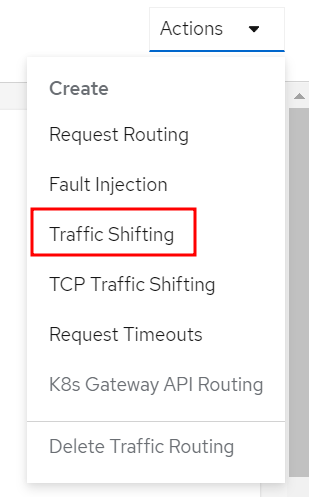 Actions
Create
Request Routing
Fault Injection
Traffic Shifting
TCP Traffic Shifting
Request Timeouts
K8s Gateway API Routing
Delete Traffic Routing